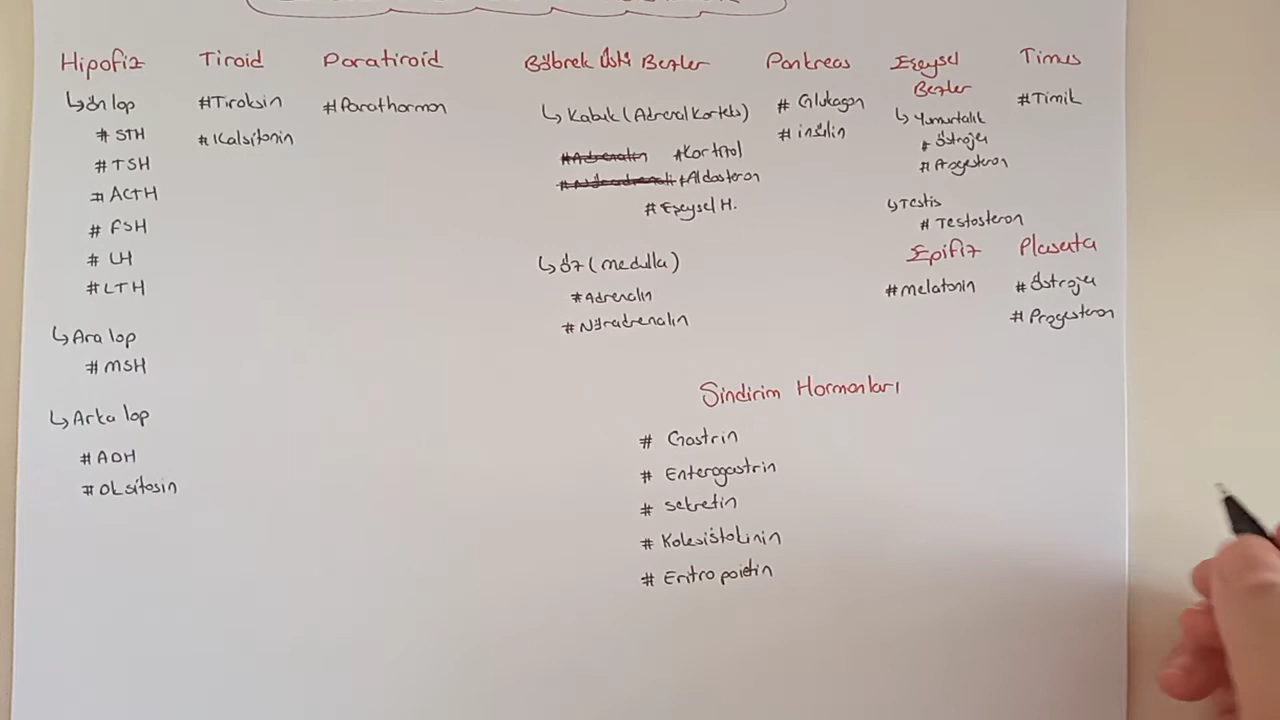 Hipofiz
↳ön lop
# STH
# TSH
# ACTH
# FSH
# LH
# LTH
↳Ara lop
# MSH
↳Arka lop
# ADH
# Oksitosin
Tiroid
#Tiroksin
#Kalsitonin
Paratiroid
#Parathormon
Böbrek Üstü Bezler
↳Kabuk (Adrenal korteks)
#Adrenalin #Kortizol
#Aldosteron
#Eşeysel H.
↳öz (medulla)
#Adrenalin
#Nöradrenalin
Pankreas
# Glukagon
# insülin
Eşeysel
Bezler
↳Yumurtalık
# Östrojen
# Progesteron
↳Testis
# Testosteron
Timus
#Timik
Epifiz
#melatonin
Plasenta
#Östrojen
# Progesteron
Sindirim Hormonları
# Gastrin
# Enterogastrin
# Sekretin
# Kolesistokinin
# Eritropoietin